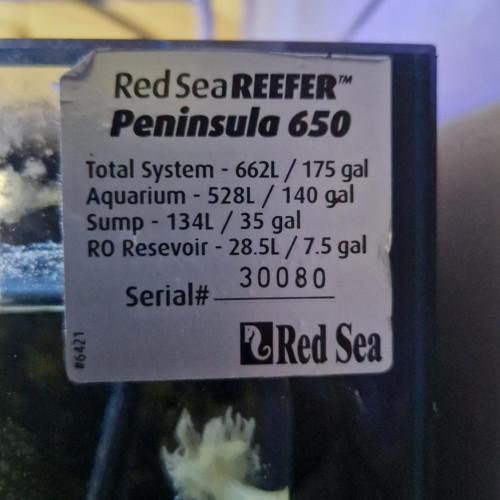 Red Sea REEFER™
Peninsula 650
Total System - 662L / 175 gal
Aquarium - 528L / 140 gal
Sump - 134L / 35 gal
RO Resevoir - 28.5L / 7.5 gal
Serial# 30080
Red Sea
#6421